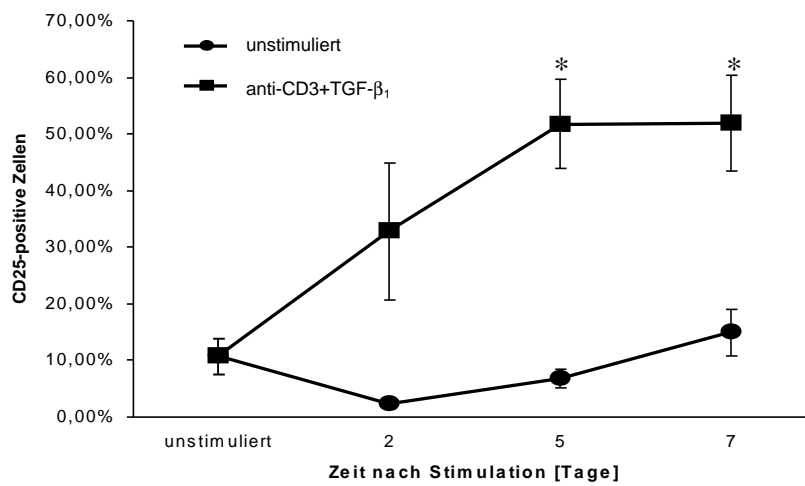 70,00%
60,00%
50,00%
40,00%
30,00%
20,00%
10,00%
0,00%
CD25-positive Zellen
unstimuliert
anti-CD3+TGF-β₁
*
*
unstimuliert 2 5 7
Zeit nach Stimulation [Tage]